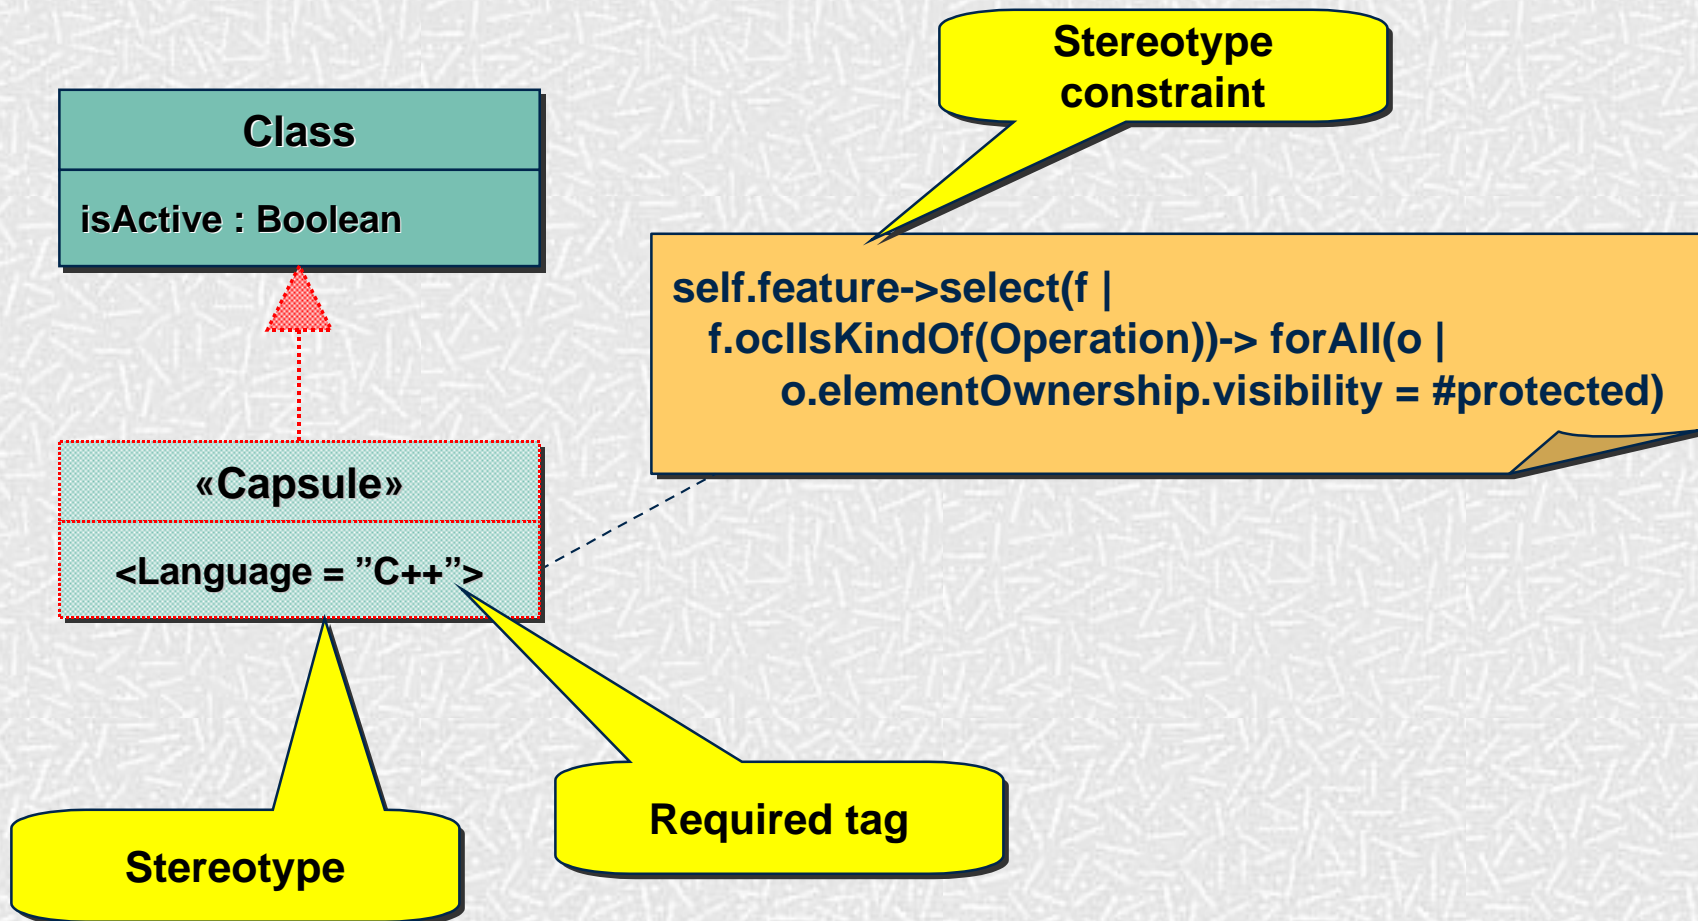 Stereotype
constraint
Class
isActive : Boolean
self.feature->select(f |
f.oclIsKindOf(Operation))-> forAll(o |
o.elementOwnership.visibility = #protected)
«Capsule»
<Language = ”C++”>
Required tag
Stereotype